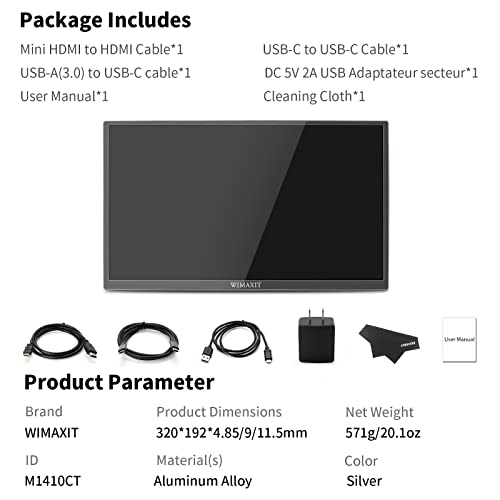 Package Includes
Mini HDMI to HDMI Cable*1
USB-C to USB-C Cable*1
USB-A(3.0) to USB-C cable*1
DC 5V 2A USB Adaptateur secteur*1
User Manual*1
Cleaning Cloth*1
WIMAXIT
User Manual
Product Parameter
Brand
Product Dimensions
Net Weight
WIMAXIT
320*192*4.85/9/11.5mm
571g/20.1oz
ID
Material(s)
Color
M1410CT
Aluminum Alloy
Silver